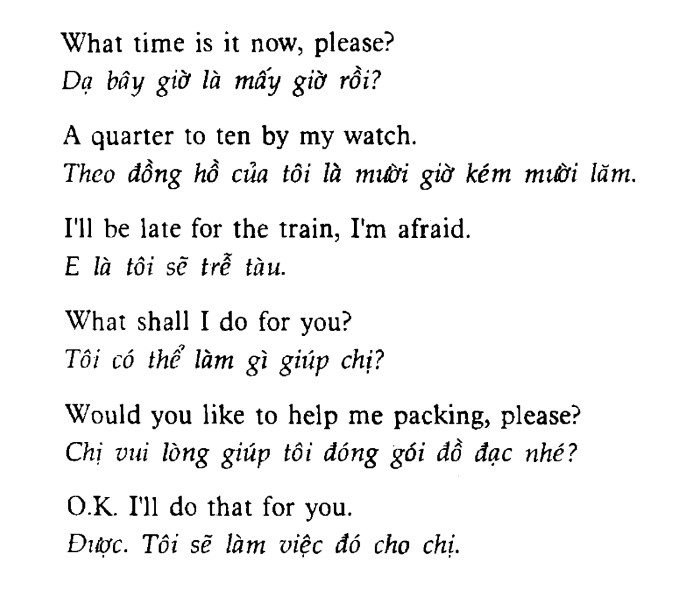 What time is it now, please?
Dạ bây giờ là mấy giờ rồi?
A quarter to ten by my watch.
Theo đồng hồ của tôi là mười giờ kém mười lăm.
I'll be late for the train, I'm afraid.
E là tôi sẽ trễ tàu.
What shall I do for you?
Tôi có thể làm gì giúp chị?
Would you like to help me packing, please?
Chị vui lòng giúp tôi đóng gói đồ đạc nhé?
O.K. I'll do that for you.
Được. Tôi sẽ làm việc đó cho chị.